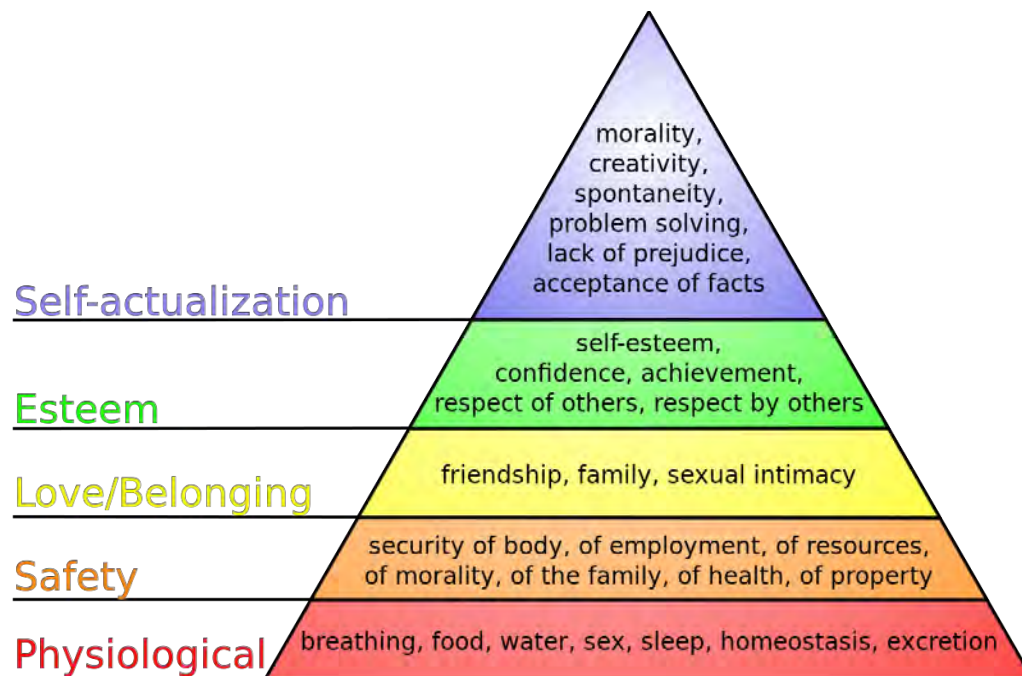 morality,
creativity,
spontaneity,
problem solving,
lack of prejudice,
acceptance of facts
Self-actualization
self-esteem,
confidence, achievement,
respect of others, respect by others
Esteem
friendship, family, sexual intimacy
Love/Belonging
security of body, of employment, of resources,
of morality, of the family, of health, of property
Safety
breathing, food, water, sex, sleep, homeostasis, excretion
Physiological